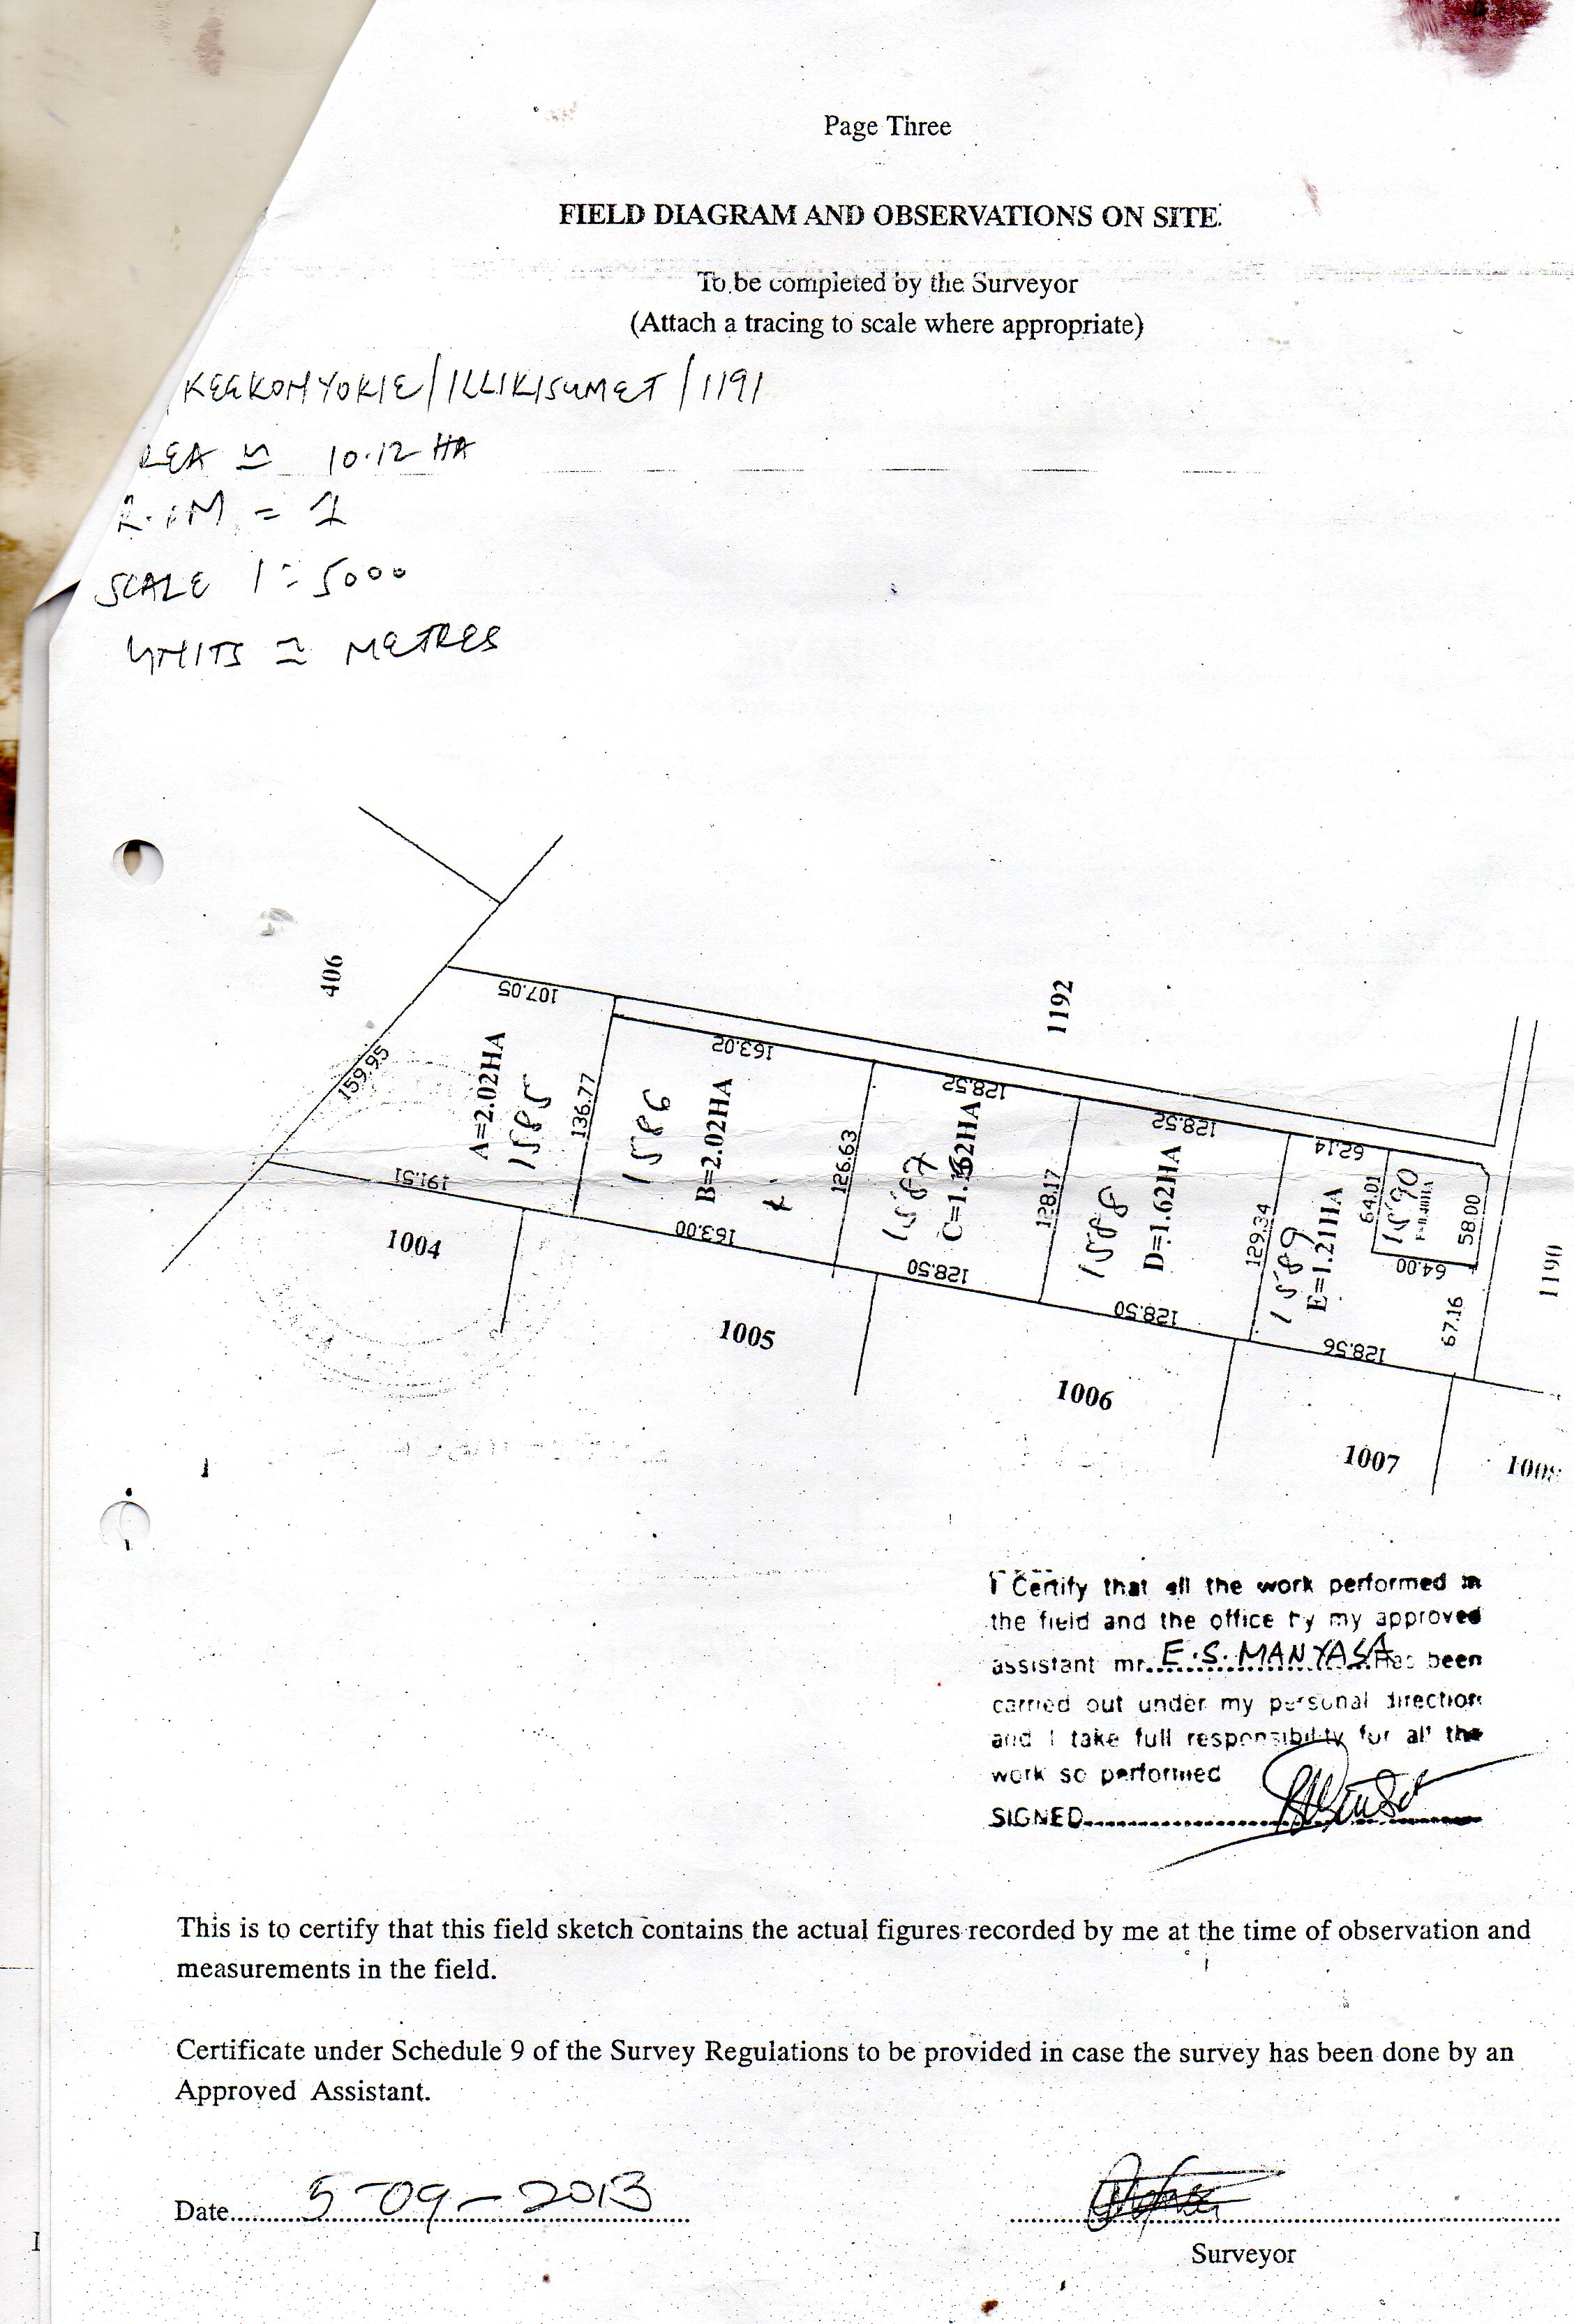 Page Three
FIELD DIAGRAM AND OBSERVATIONS ON SITE.
To be completed by the Surveyor
(Attach a tracing to scale where appropriate)
/KEEKONYOKIE/ILLIKISUMET/1191
REA ≃ 10.12 HA
R.I.M. = 1
SCALE 1:5000
UNITS ≃ METRES
406
1192
107.05
159.95
A=2.02HA
1585
136.77
191.51
163.02
1586
B=2.02HA
126.63
163.00
128.52
1587
128.17
128.50
128.52
1588
D=1.62HA
129.34
128.50
62.14
1589
E=1.21HA
64.01
1590
58.00
64.00
67.16
128.56
1190
1004
1005
1006
1007
I Certify that all the work performed in
the field and the office by my approved
assistant mr. E.S. MANYASA Has been
carried out under my personal direction
and I take full responsibility for all the
work so performed
SIGNED
This is to certify that this field sketch contains the actual figures recorded by me at the time of observation and
measurements in the field.
Certificate under Schedule 9 of the Survey Regulations to be provided in case the survey has been done by an
Approved Assistant.
Date 5-09-2013
Surveyor